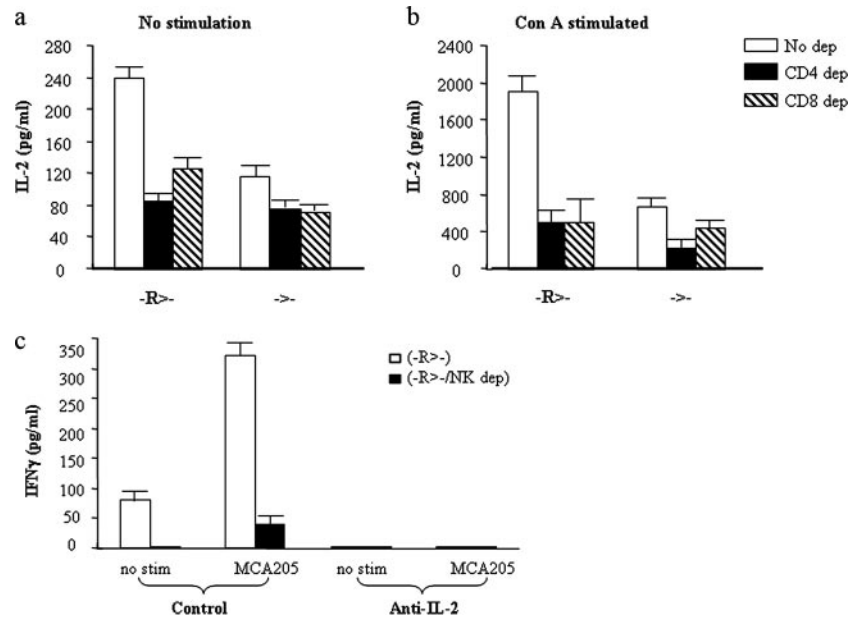 a
No stimulation
IL-2 (pg/ml)
240
200
160
120
80
40
0
-R>-
->-
b
Con A stimulated
IL-2 (pg/ml)
2400
2000
1600
1200
800
400
0
-R>-
->-
No dep
CD4 dep
CD8 dep
c
IFNγ (pg/ml)
350
300
250
200
150
100
50
0
(-R>-)
(-R>-/NK dep)
no stim
MCA205
no stim
MCA205
Control
Anti-IL-2